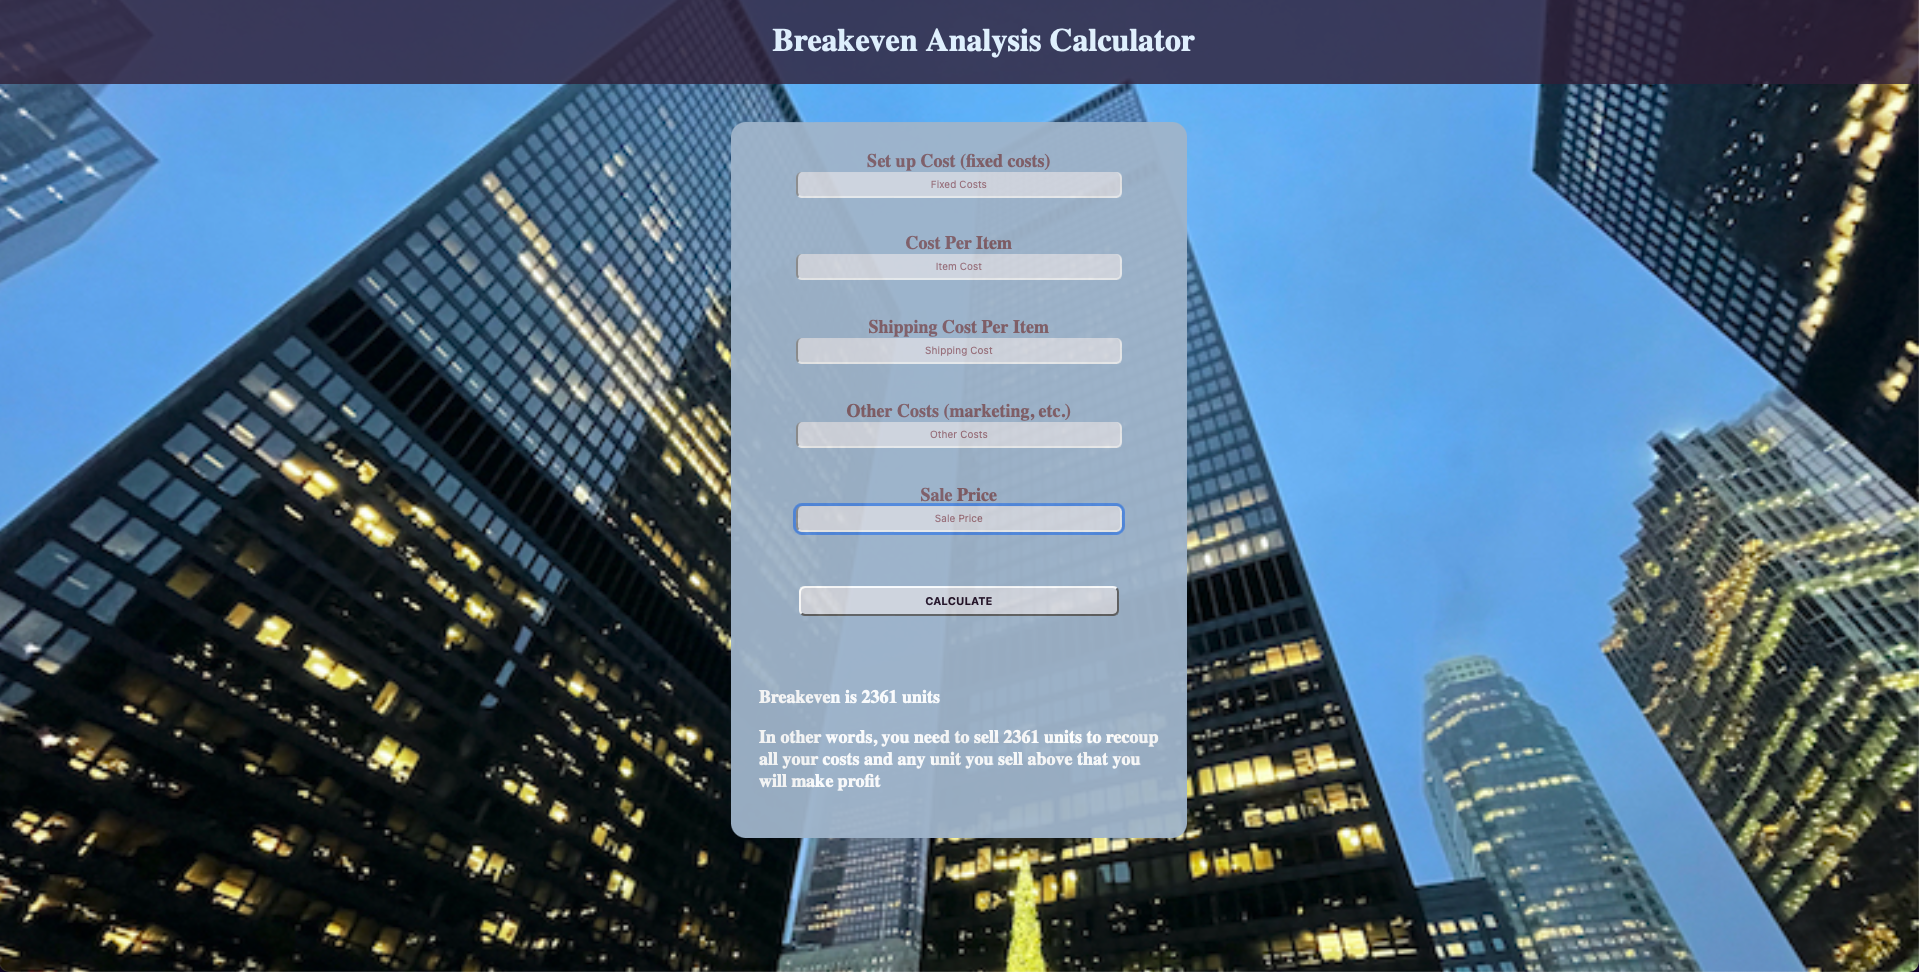 Breakeven Analysis Calculator
Set up Cost (fixed costs)
Fixed Costs
Cost Per Item
Item Cost
Shipping Cost Per Item
Shipping Cost
Other Costs (marketing, etc.)
Other Costs
Sale Price
Sale Price
CALCULATE
Breakeven is 2361 units
In other words, you need to sell 2361 units to recoup
all your costs and any unit you sell above that you
will make profit